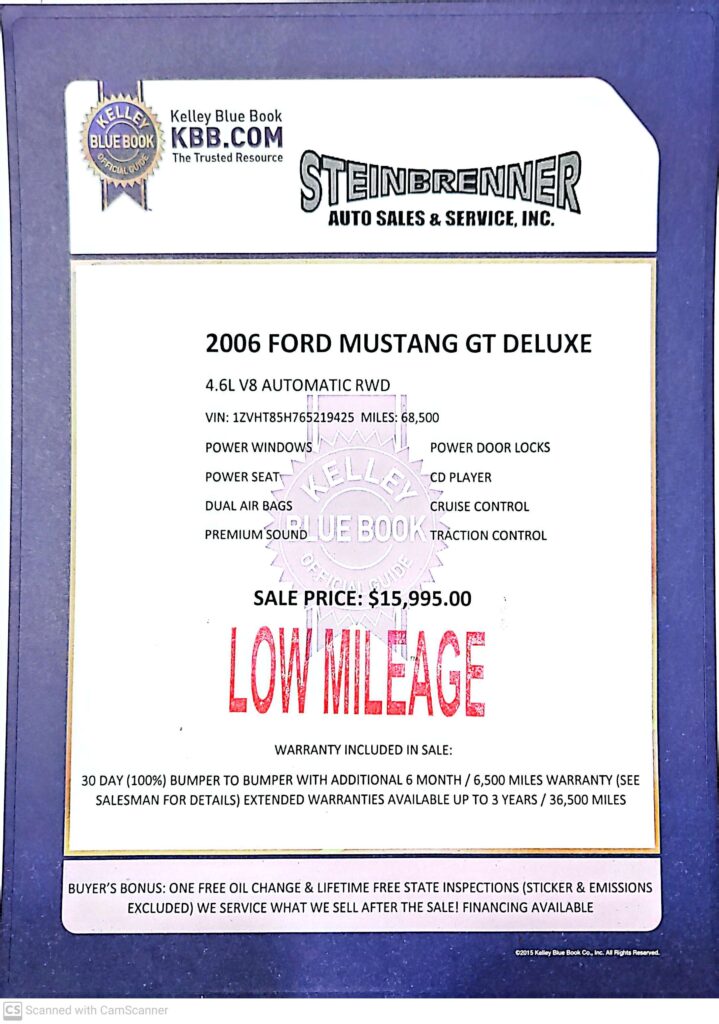 KELLEY
BLUE BOOK
OFFICIAL GUIDE
Kelley Blue Book
KBB.COM
The Trusted Resource
STEINBRENNER
AUTO SALES & SERVICE, INC.
2006 FORD MUSTANG GT DELUXE
4.6L V8 AUTOMATIC RWD
VIN: 1ZVHT85H765219425 MILES: 68,500
POWER WINDOWS POWER DOOR LOCKS
POWER SEAT CD PLAYER
DUAL AIR BAGS CRUISE CONTROL
PREMIUM SOUND TRACTION CONTROL
KELLEY
BLUE BOOK
OFFICIAL GUIDE
SALE PRICE: $15,995.00
LOW MILEAGE
WARRANTY INCLUDED IN SALE:
30 DAY (100%) BUMPER TO BUMPER WITH ADDITIONAL 6 MONTH / 6,500 MILES WARRANTY (SEE
SALESMAN FOR DETAILS) EXTENDED WARRANTIES AVAILABLE UP TO 3 YEARS / 36,500 MILES
BUYER'S BONUS: ONE FREE OIL CHANGE & LIFETIME FREE STATE INSPECTIONS (STICKER & EMISSIONS
EXCLUDED) WE SERVICE WHAT WE SELL AFTER THE SALE! FINANCING AVAILABLE
©2015 Kelley Blue Book Co., Inc. All Rights Reserved.
CS Scanned with CamScanner